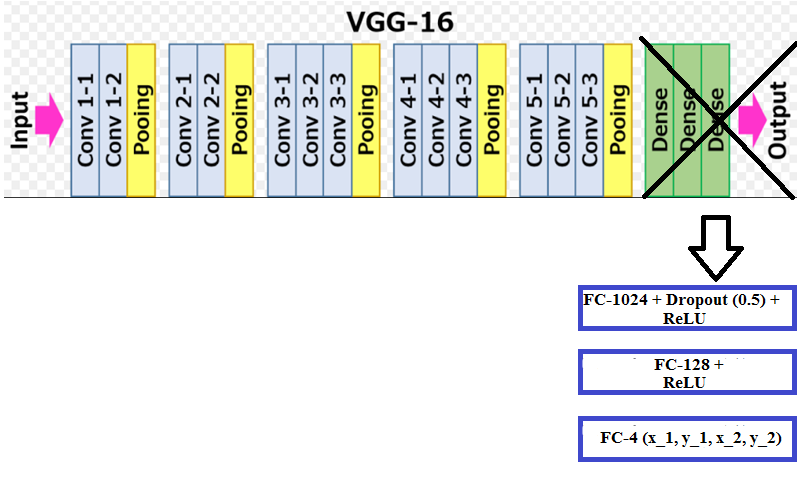 VGG-16
Input
Conv 1-1
Conv 1-2
Pooing
Conv 2-1
Conv 2-2
Pooing
Conv 3-1
Conv 3-2
Conv 3-3
Pooing
Conv 4-1
Conv 4-2
Conv 4-3
Pooing
Conv 5-1
Conv 5-2
Conv 5-3
Pooing
Dense
Dense
Dense
Output
FC-1024 + Dropout (0.5) +
ReLU
FC-128 +
ReLU
FC-4 (x_1, y_1, x_2, y_2)